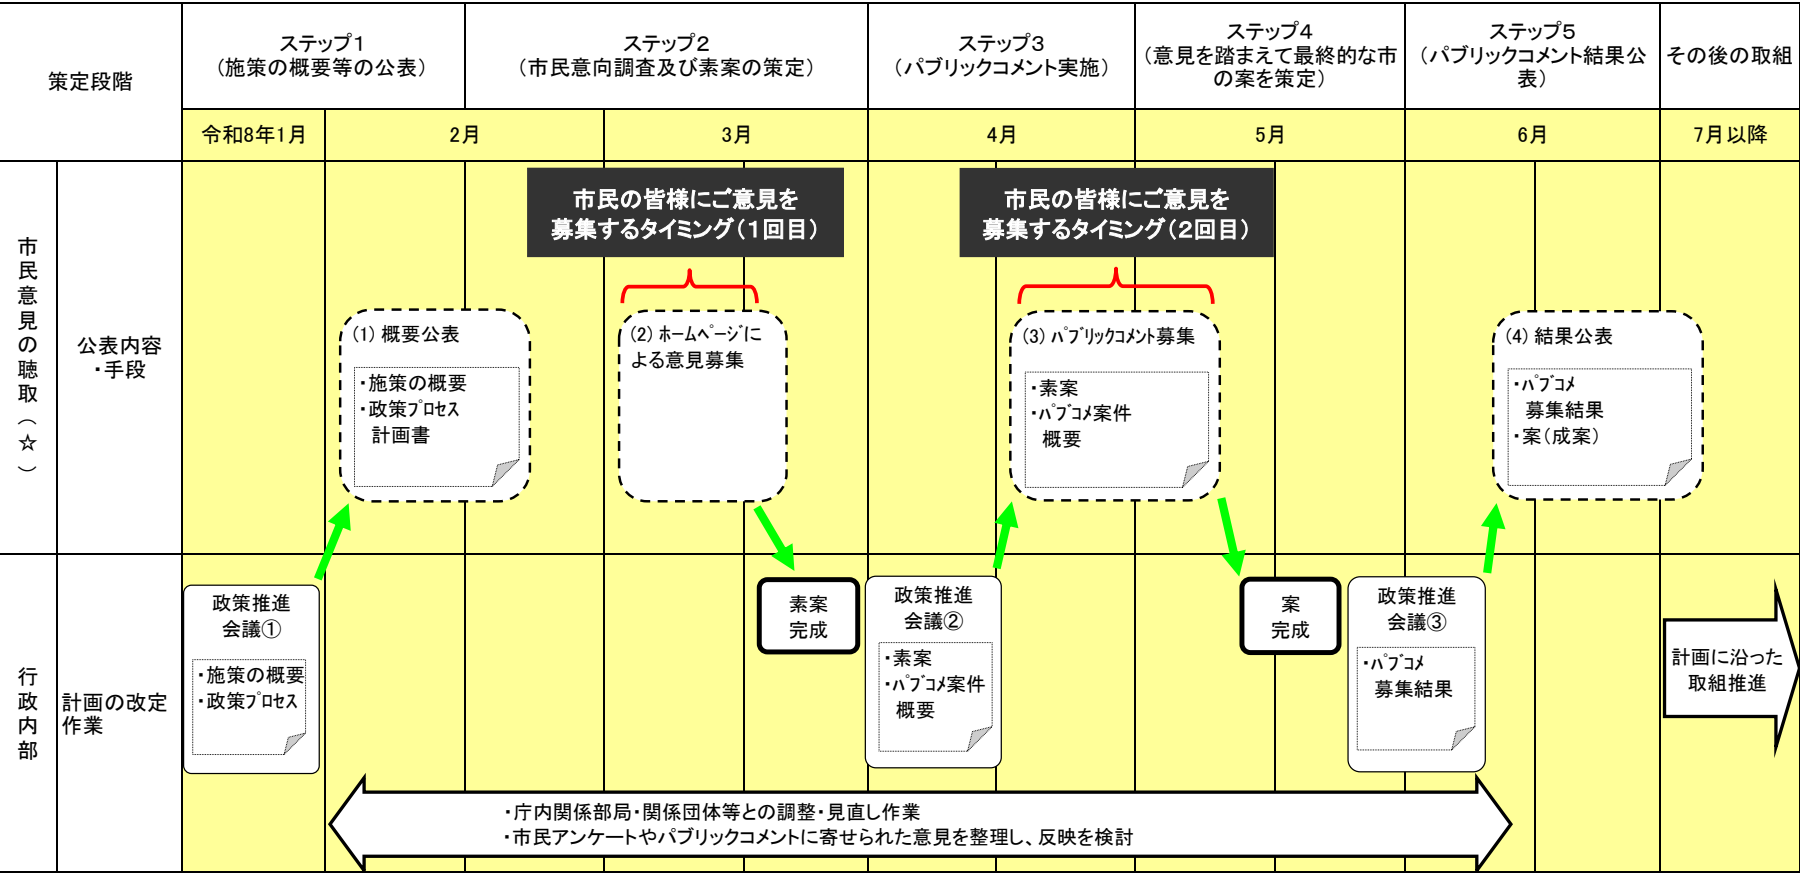 策定段階
ステップ1
（施策の概要等の公表）
ステップ2
（市民意向調査及び素案の策定）
ステップ3
（パブリックコメント実施）
ステップ4
（意見を踏まえて最終的な市
の案を策定）
ステップ5
（パブリックコメント結果公
表）
その後の取組
令和8年1月
2月
3月
4月
5月
6月
7月以降
市民意見の聴取（☆）
公表内容
・手段
市民の皆様にご意見を
募集するタイミング（1回目）
市民の皆様にご意見を
募集するタイミング（2回目）
(1) 概要公表
・施策の概要
・政策ﾌﾟﾛｾｽ
計画書
(2) ﾎｰﾑﾍﾟｰｼﾞに
よる意見募集
(3) ﾊﾟﾌﾞﾘｯｸｺﾒﾝﾄ募集
・素案
・ﾊﾟﾌﾞｺﾒ案件
概要
(4) 結果公表
・ﾊﾟﾌﾞｺﾒ
募集結果
・案（成案）
行政内部
計画の改定
作業
政策推進
会議①
・施策の概要
・政策ﾌﾟﾛｾｽ
素案
完成
政策推進
会議②
・素案
・ﾊﾟﾌﾞｺﾒ案件
概要
案
完成
政策推進
会議③
・ﾊﾟﾌﾞｺﾒ
募集結果
計画に沿った
取組推進
・庁内関係部局・関係団体等との調整・見直し作業
・市民アンケートやパブリックコメントに寄せられた意見を整理し、反映を検討